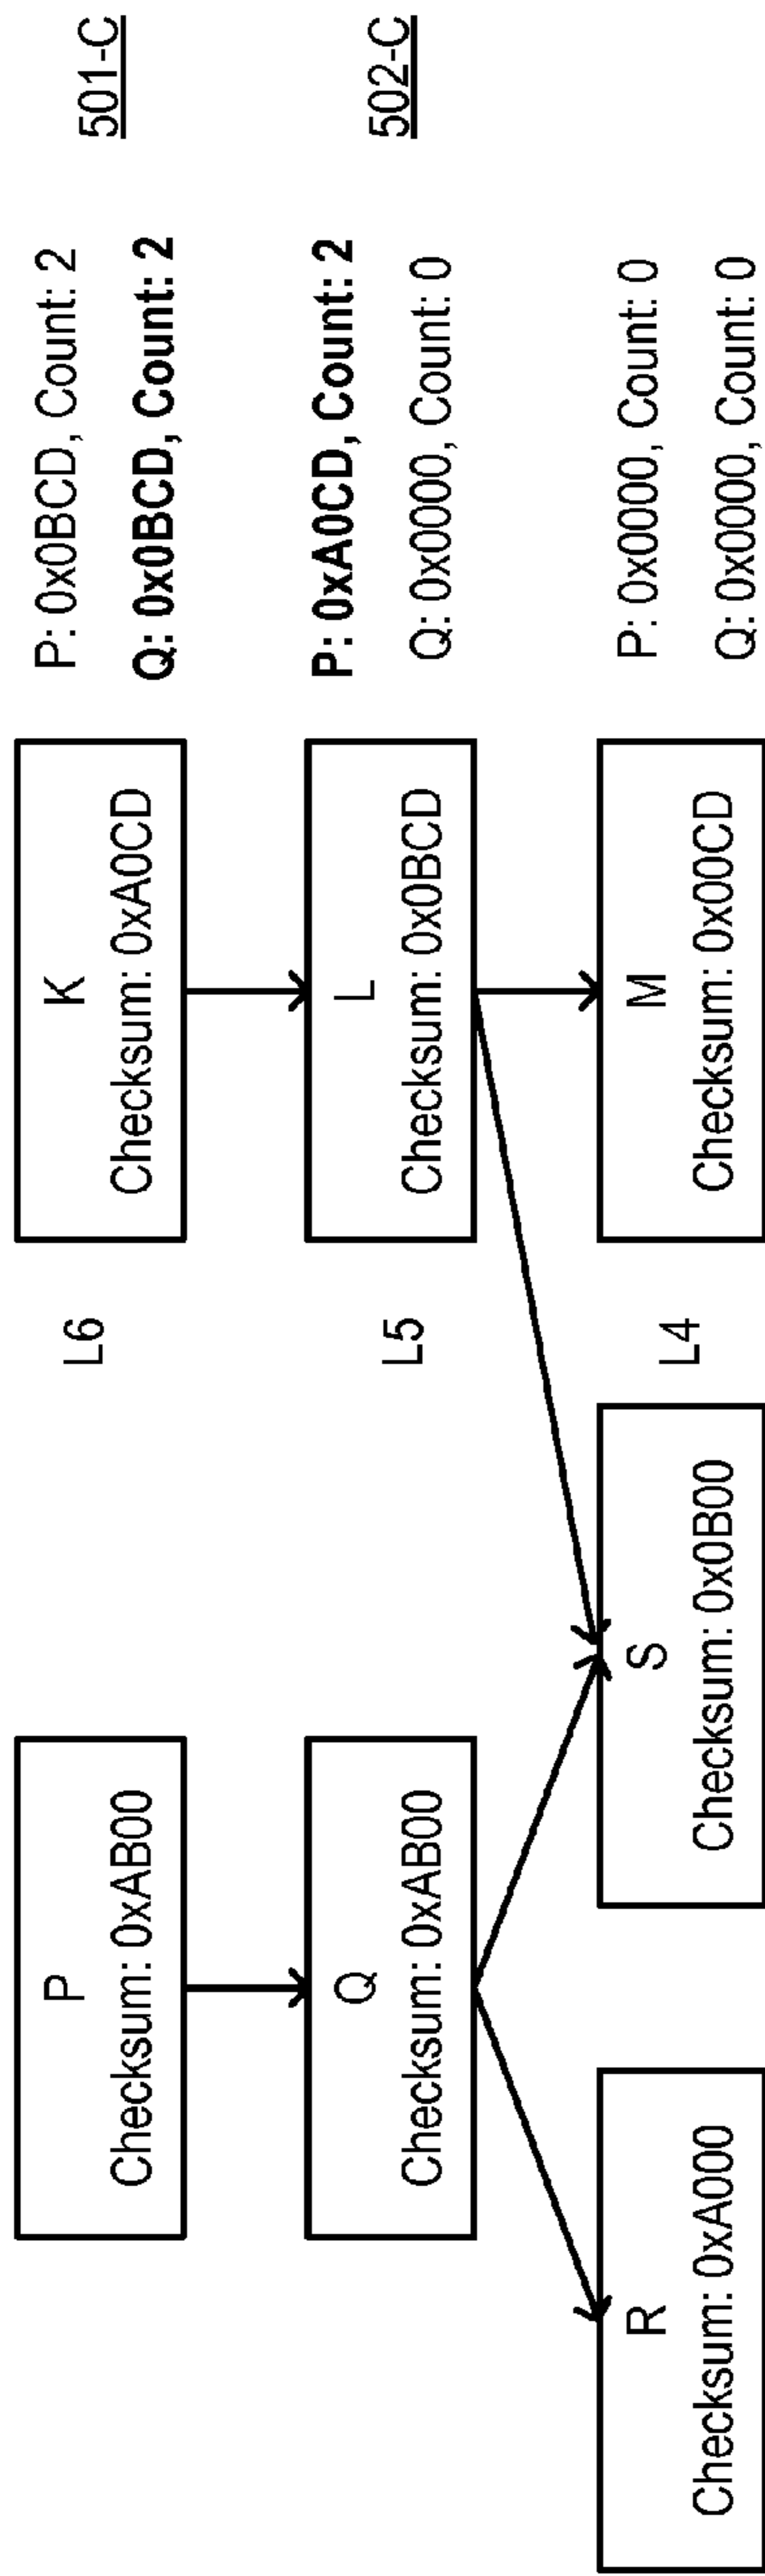 P
Checksum: 0xAB00
L6
K
Checksum: 0xA0CD
P: 0x0BCD, Count: 2
Q: 0x0BCD, Count: 2
501-C
Q
Checksum: 0xAB00
L5
L
Checksum: 0x0BCD
P: 0xA0CD, Count: 2
Q: 0x0000, Count: 0
502-C
R
Checksum: 0xA000
S
Checksum: 0x0B00
L4
M
Checksum: 0x00CD
P: 0x0000, Count: 0
Q: 0x0000, Count: 0